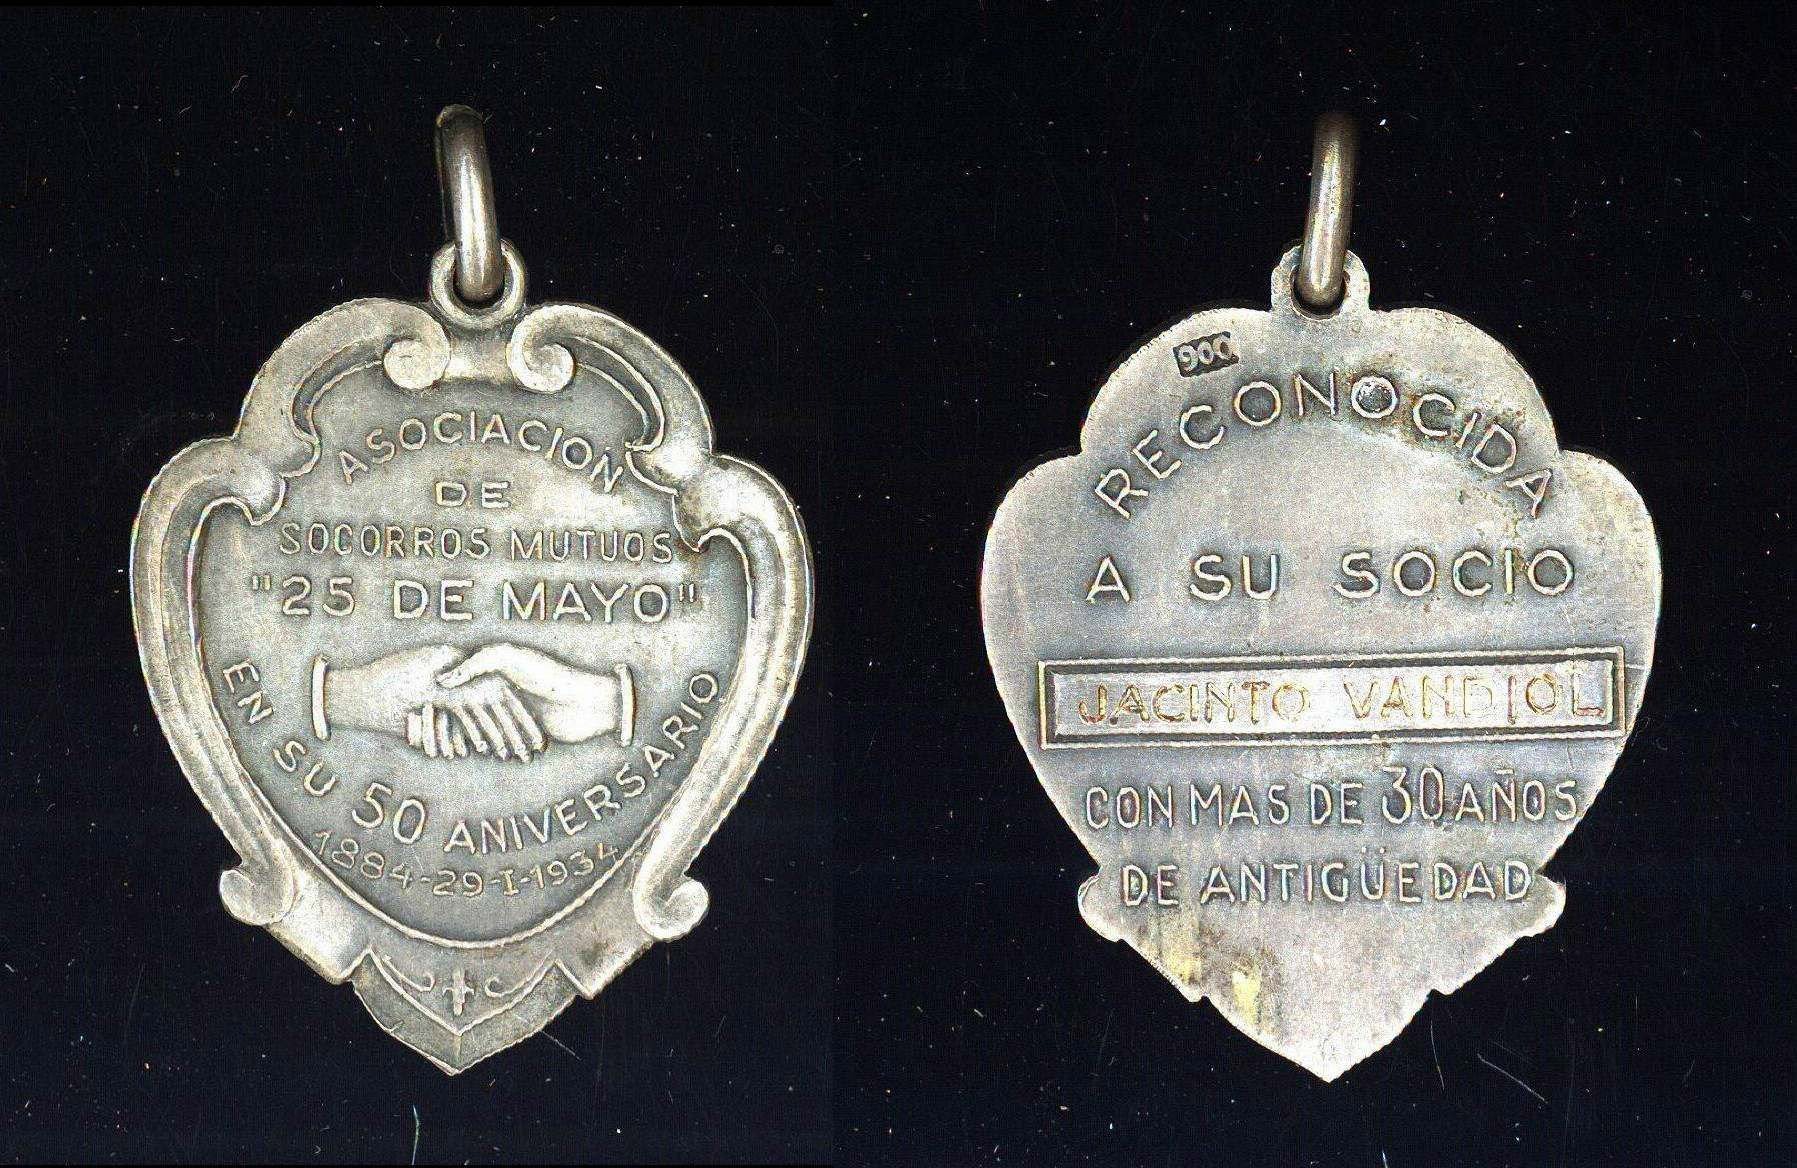 ASOCIACION
DE
SOCORROS MUTUOS
"25 DE MAYO"
EN SU 50 ANIVERSARIO
1884-29-I-1934
900
RECONOCIDA
A SU SOCIO
JACINTO VANDIOL
CON MAS DE 30 AÑOS
DE ANTIGÜEDAD